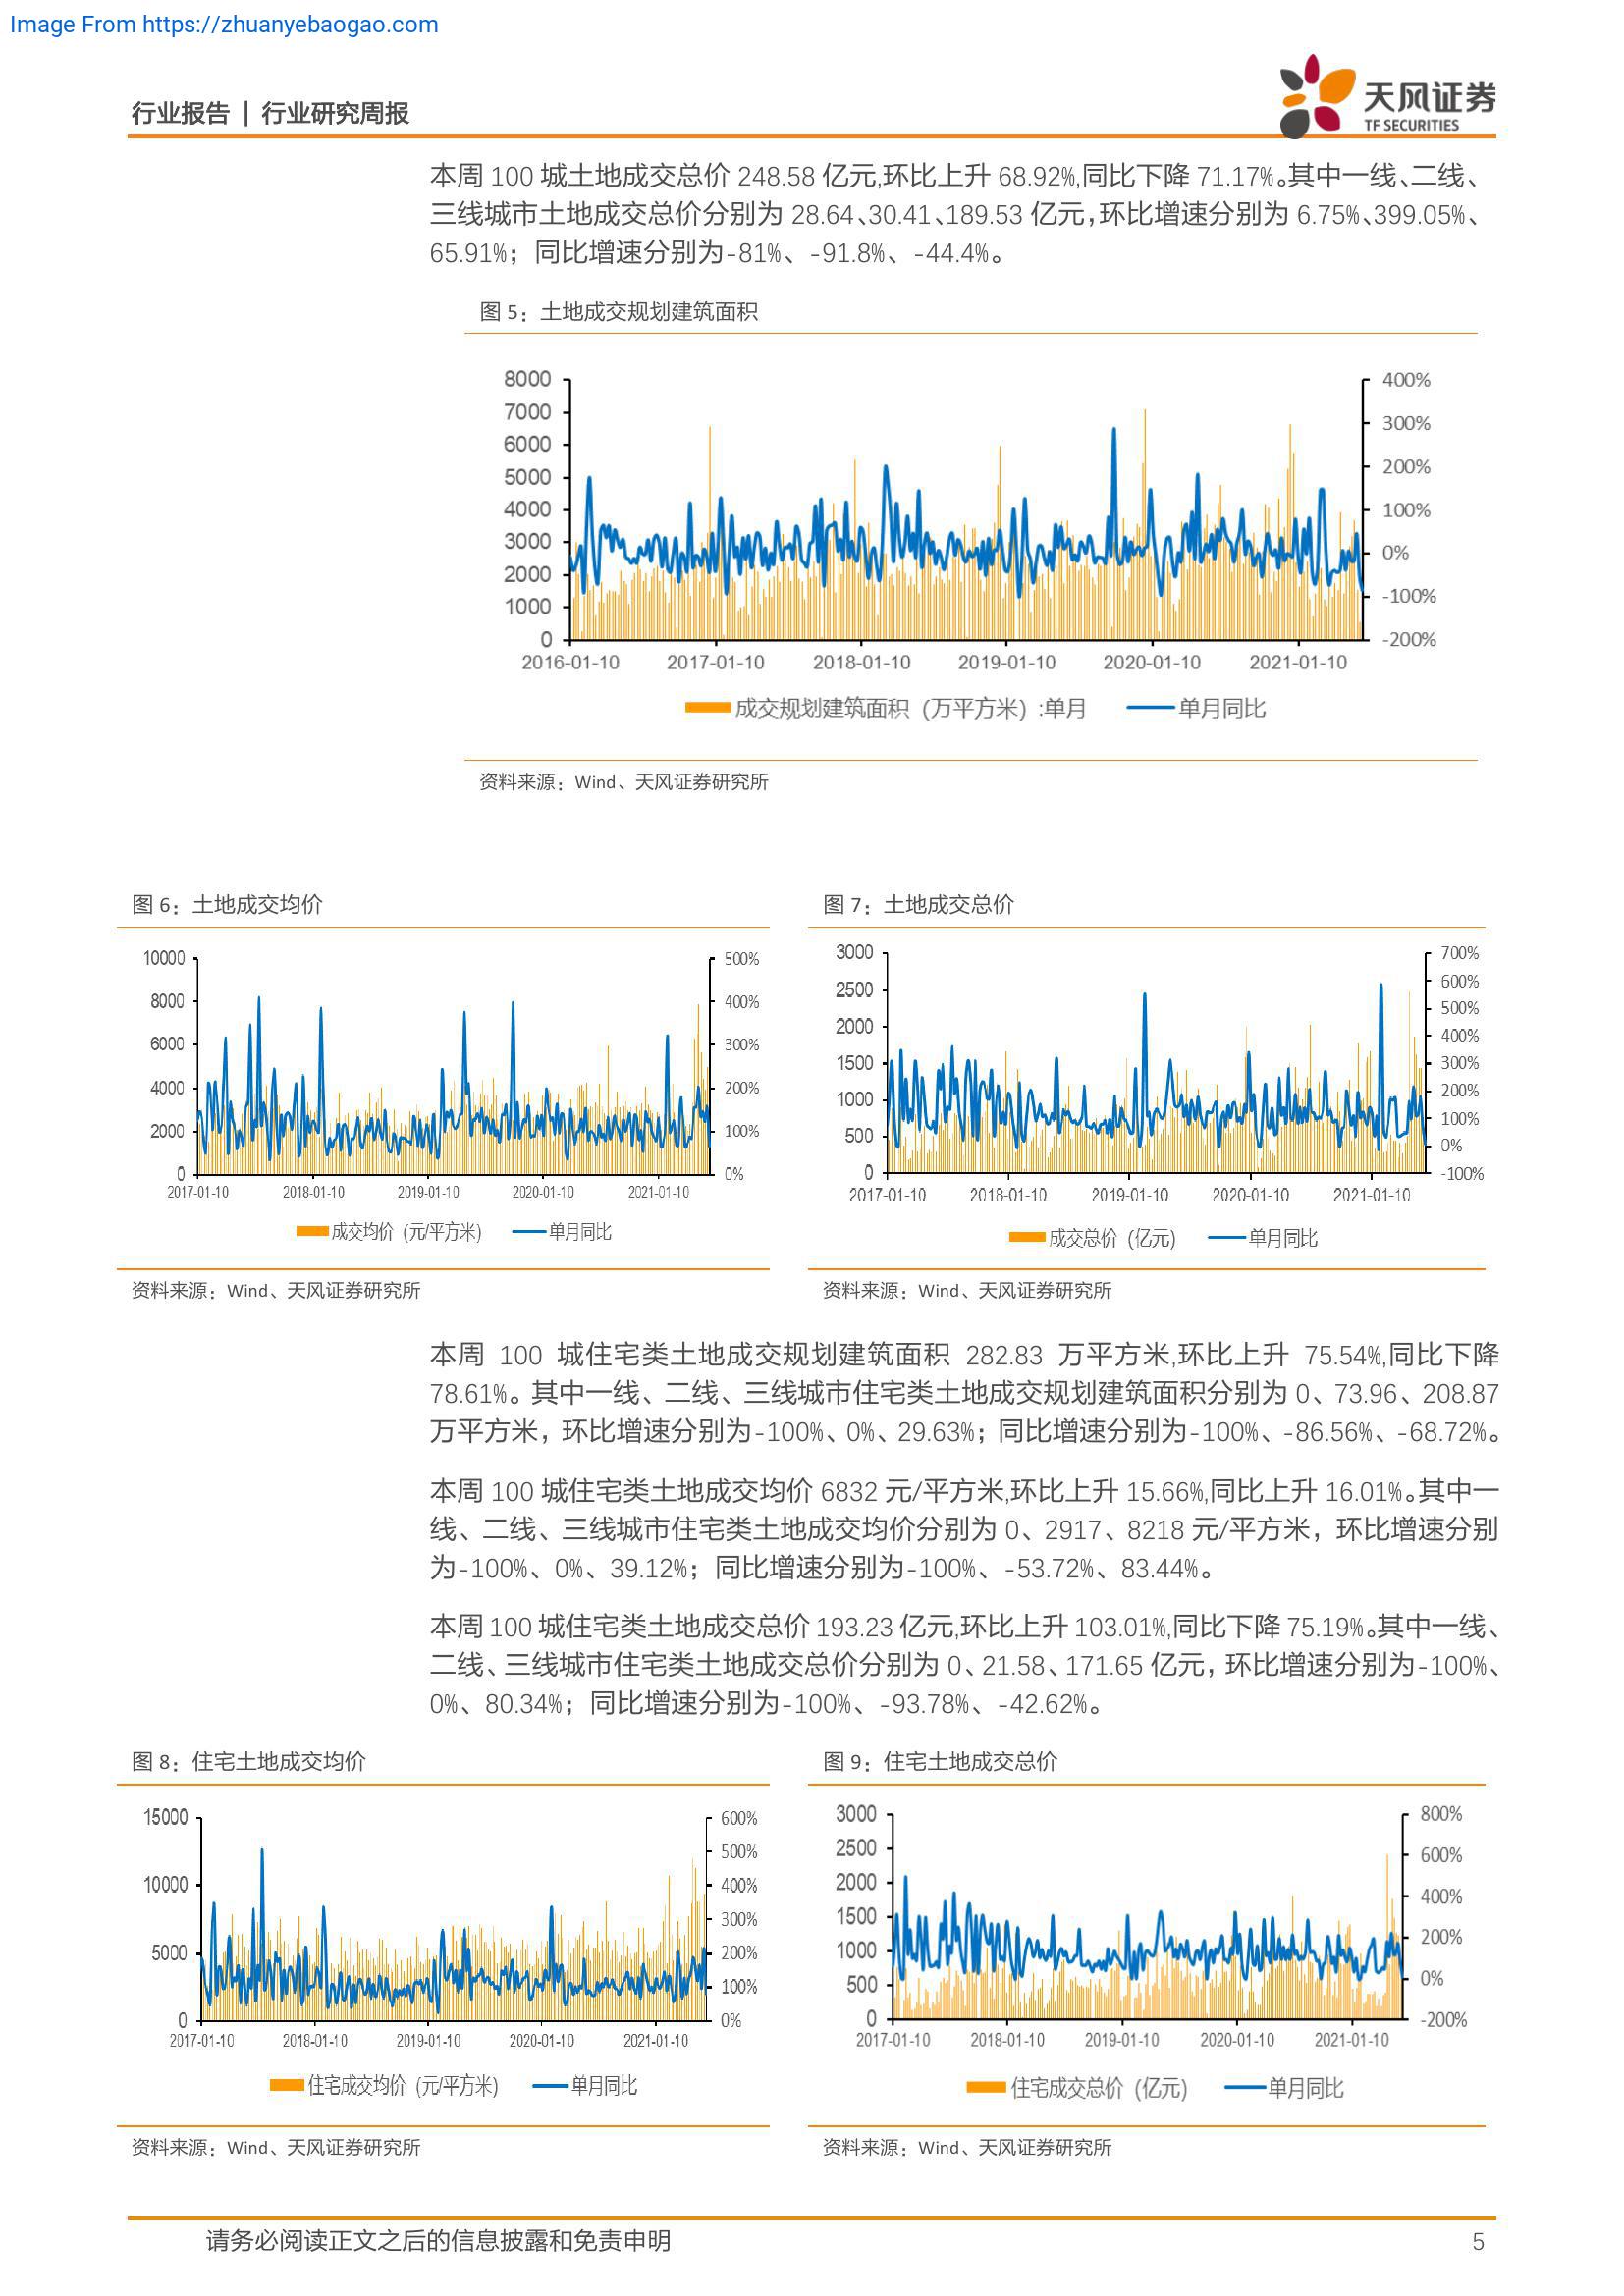 Image From https://zhuanyebaogao.com
行业报告 | 行业研究周报
天风证券
TF SECURITIES
本周 100 城土地成交总价 248.58 亿元,环比上升 68.92%,同比下降 71.17%。其中一线、二线、
三线城市土地成交总价分别为 28.64、30.41、189.53 亿元，环比增速分别为 6.75%、399.05%、
65.91%；同比增速分别为-81%、-91.8%、-44.4%。
图 5：土地成交规划建筑面积
8000
7000
6000
5000
4000
3000
2000
1000
0
400%
300%
200%
100%
0%
-100%
-200%
2016-01-10 2017-01-10 2018-01-10 2019-01-10 2020-01-10 2021-01-10
成交规划建筑面积（万平方米）:单月 单月同比
资料来源：Wind、天风证券研究所
图 6：土地成交均价
10000
8000
6000
4000
2000
0
500%
400%
300%
200%
100%
0%
2017-01-10 2018-01-10 2019-01-10 2020-01-10 2021-01-10
成交均价（元/平方米） 单月同比
资料来源：Wind、天风证券研究所
图 7：土地成交总价
3000
2500
2000
1500
1000
500
0
700%
600%
500%
400%
300%
200%
100%
0%
-100%
2017-01-10 2018-01-10 2019-01-10 2020-01-10 2021-01-10
成交总价（亿元） 单月同比
资料来源：Wind、天风证券研究所
本周 100 城住宅类土地成交规划建筑面积 282.83 万平方米,环比上升 75.54%,同比下降
78.61%。其中一线、二线、三线城市住宅类土地成交规划建筑面积分别为 0、73.96、208.87
万平方米，环比增速分别为-100%、0%、29.63%；同比增速分别为-100%、-86.56%、-68.72%。
本周 100 城住宅类土地成交均价 6832 元/平方米,环比上升 15.66%,同比上升 16.01%。其中一
线、二线、三线城市住宅类土地成交均价分别为 0、2917、8218 元/平方米，环比增速分别
为-100%、0%、39.12%；同比增速分别为-100%、-53.72%、83.44%。
本周 100 城住宅类土地成交总价 193.23 亿元,环比上升 103.01%,同比下降 75.19%。其中一线、
二线、三线城市住宅类土地成交总价分别为 0、21.58、171.65 亿元，环比增速分别为-100%、
0%、80.34%；同比增速分别为-100%、-93.78%、-42.62%。
图 8：住宅土地成交均价
15000
10000
5000
0
600%
500%
400%
300%
200%
100%
0%
2017-01-10 2018-01-10 2019-01-10 2020-01-10 2021-01-10
住宅成交均价（元/平方米） 单月同比
资料来源：Wind、天风证券研究所
图 9：住宅土地成交总价
3000
2500
2000
1500
1000
500
0
800%
600%
400%
200%
0%
-200%
2017-01-10 2018-01-10 2019-01-10 2020-01-10 2021-01-10
住宅成交总价（亿元） 单月同比
资料来源：Wind、天风证券研究所
请务必阅读正文之后的信息披露和免责申明 5